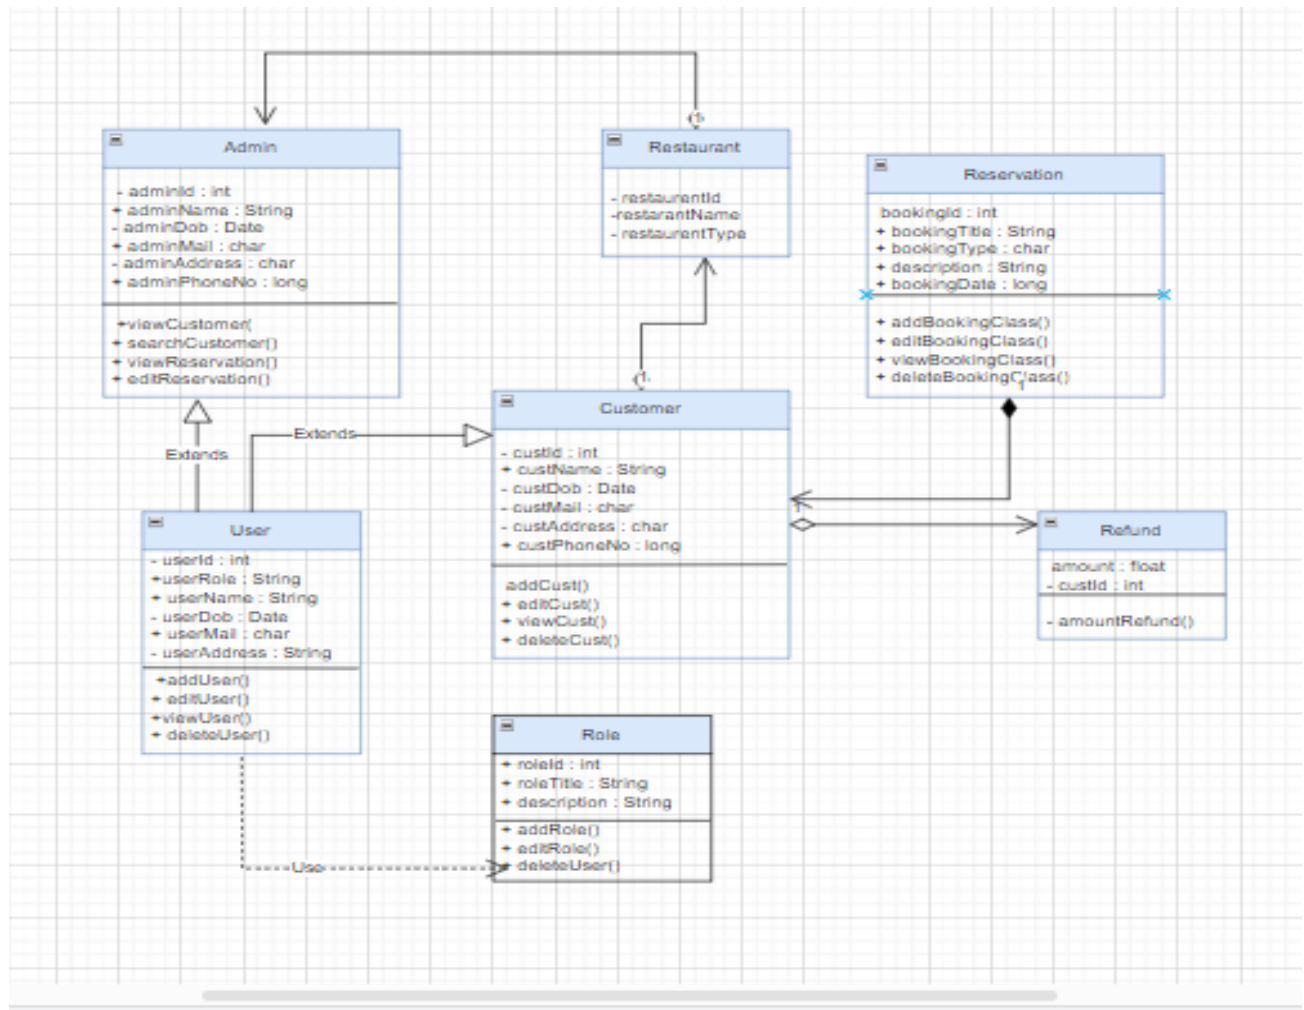 1
Admin
- adminId : int
+ adminName : String
- adminDob : Date
+ adminMail : char
- adminAddress : char
+ adminPhoneNo : long
+viewCustomer(
+ searchCustomer()
+ viewReservation()
+ editReservation()
Restaurant
- restaurentId
-restarantName
- restaurentType
Reservation
bookingId : int
+ bookingTitle : String
+ bookingType : char
+ description : String
+ bookingDate : long
+ addBookingClass()
+ editBookingClass()
+ viewBookingClass()
+ deleteBookingClass()
1
1
Extends
Extends
Customer
- custId : int
+ custName : String
- custDob : Date
- custMail : char
- custAddress : char
+ custPhoneNo : long
addCust()
+ editCust()
+ viewCust()
+ deleteCust()
1
User
- userId : int
+userRole : String
+ userName : String
- userDob : Date
+ userMail : char
- userAddress : String
+addUser()
+ editUser()
+viewUser()
+ deleteUser()
Refund
amount : float
- custId : int
- amountRefund()
Role
+ roleId : int
+ roleTitle : String
+ description : String
+ addRole()
+ editRole()
+ deleteUser()
Use